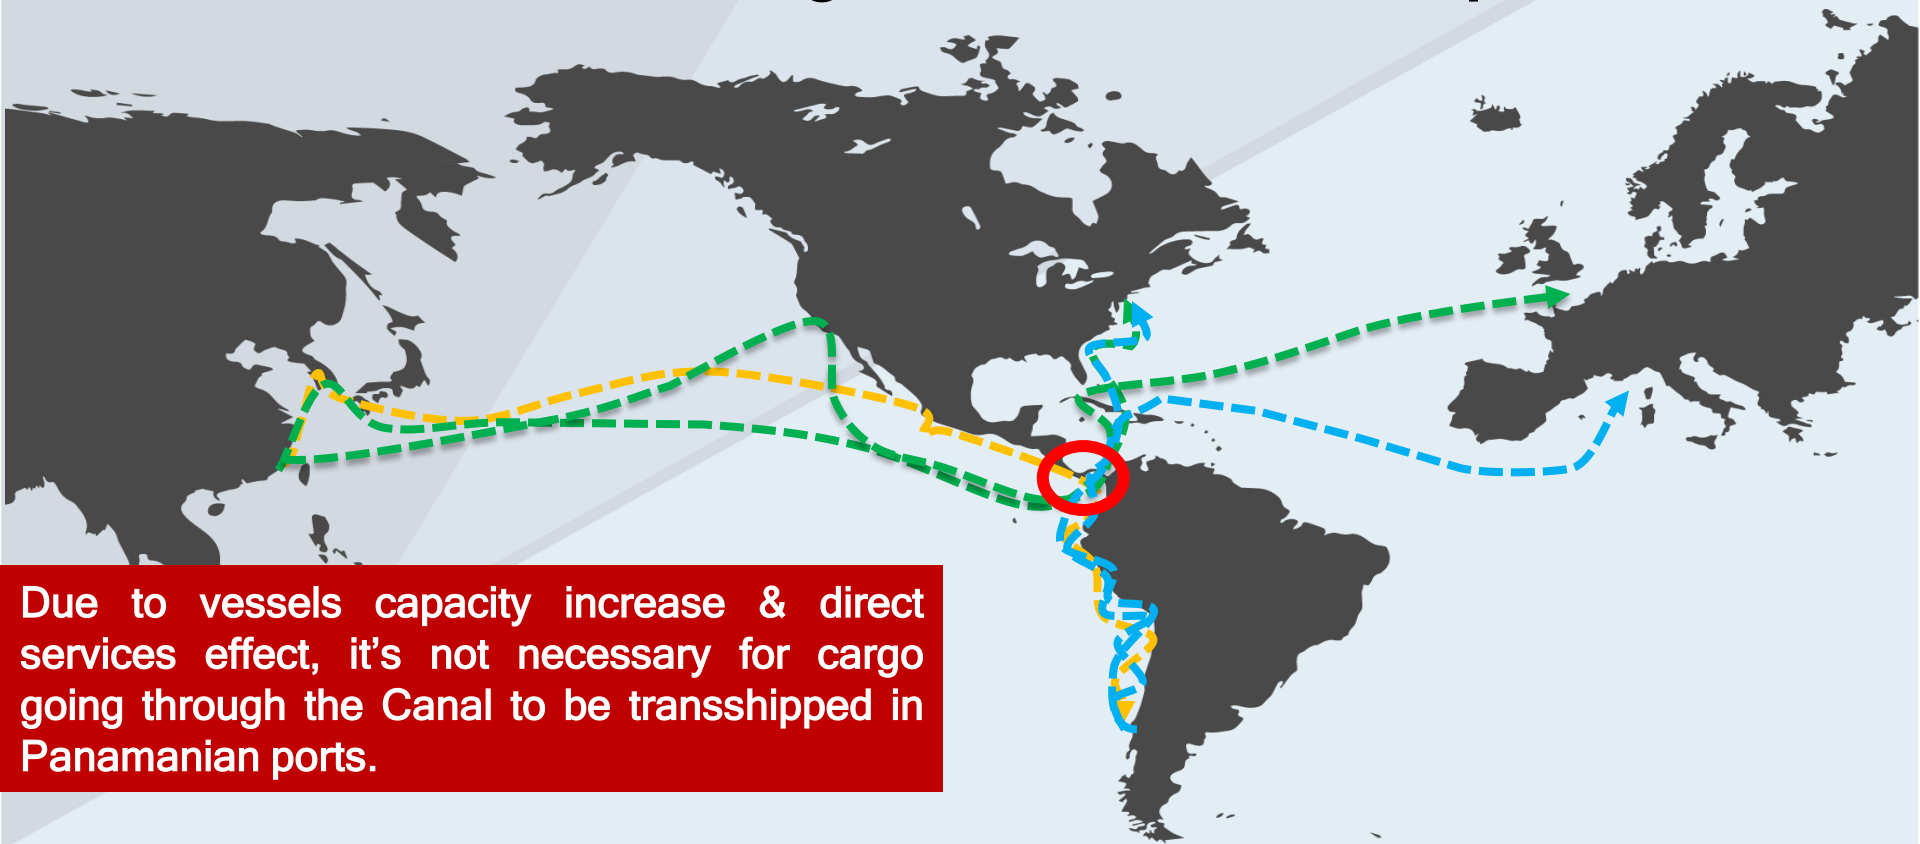 Due to vessels capacity increase & direct
services effect, it's not necessary for cargo
going through the Canal to be transshipped in
Panamanian ports.